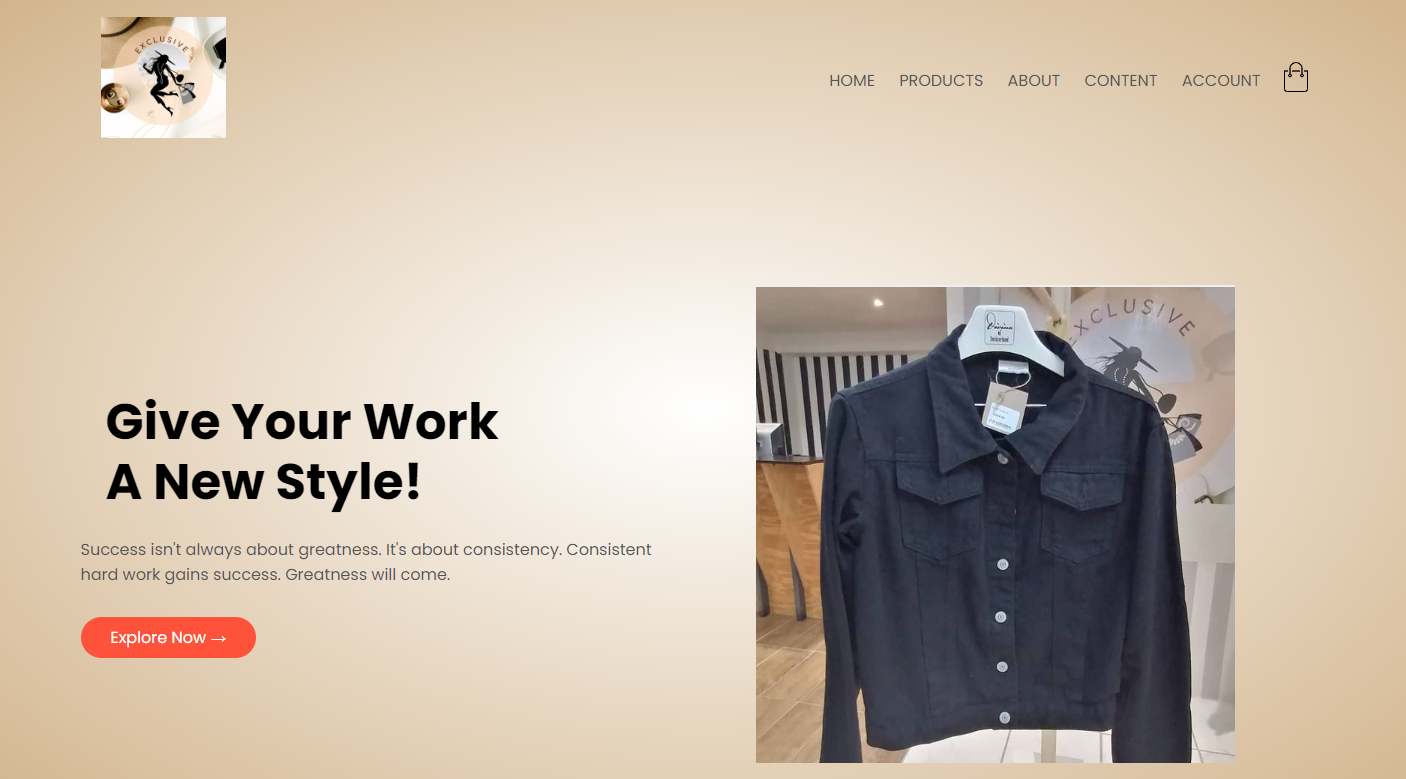 EXCLUSIVE
HOME PRODUCTS ABOUT CONTENT ACCOUNT
EXCLUSIVE
Give Your Work
A New Style!
Success isn't always about greatness. It's about consistency. Consistent
hard work gains success. Greatness will come.
Explore Now →